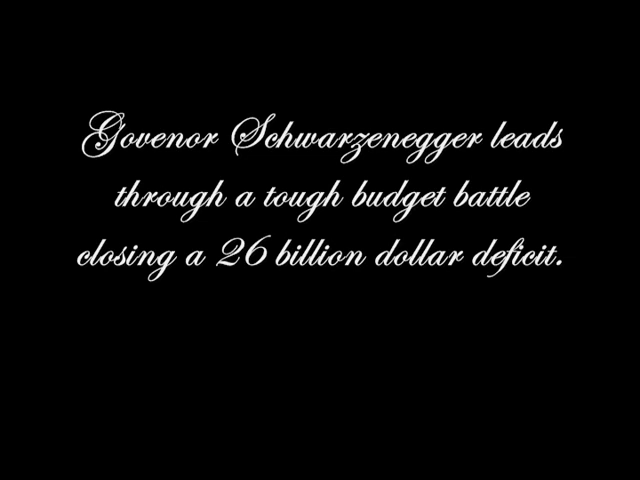 Govenor Schwarzenegger leads
through a tough budget battle
closing a 26 billion dollar deficit.